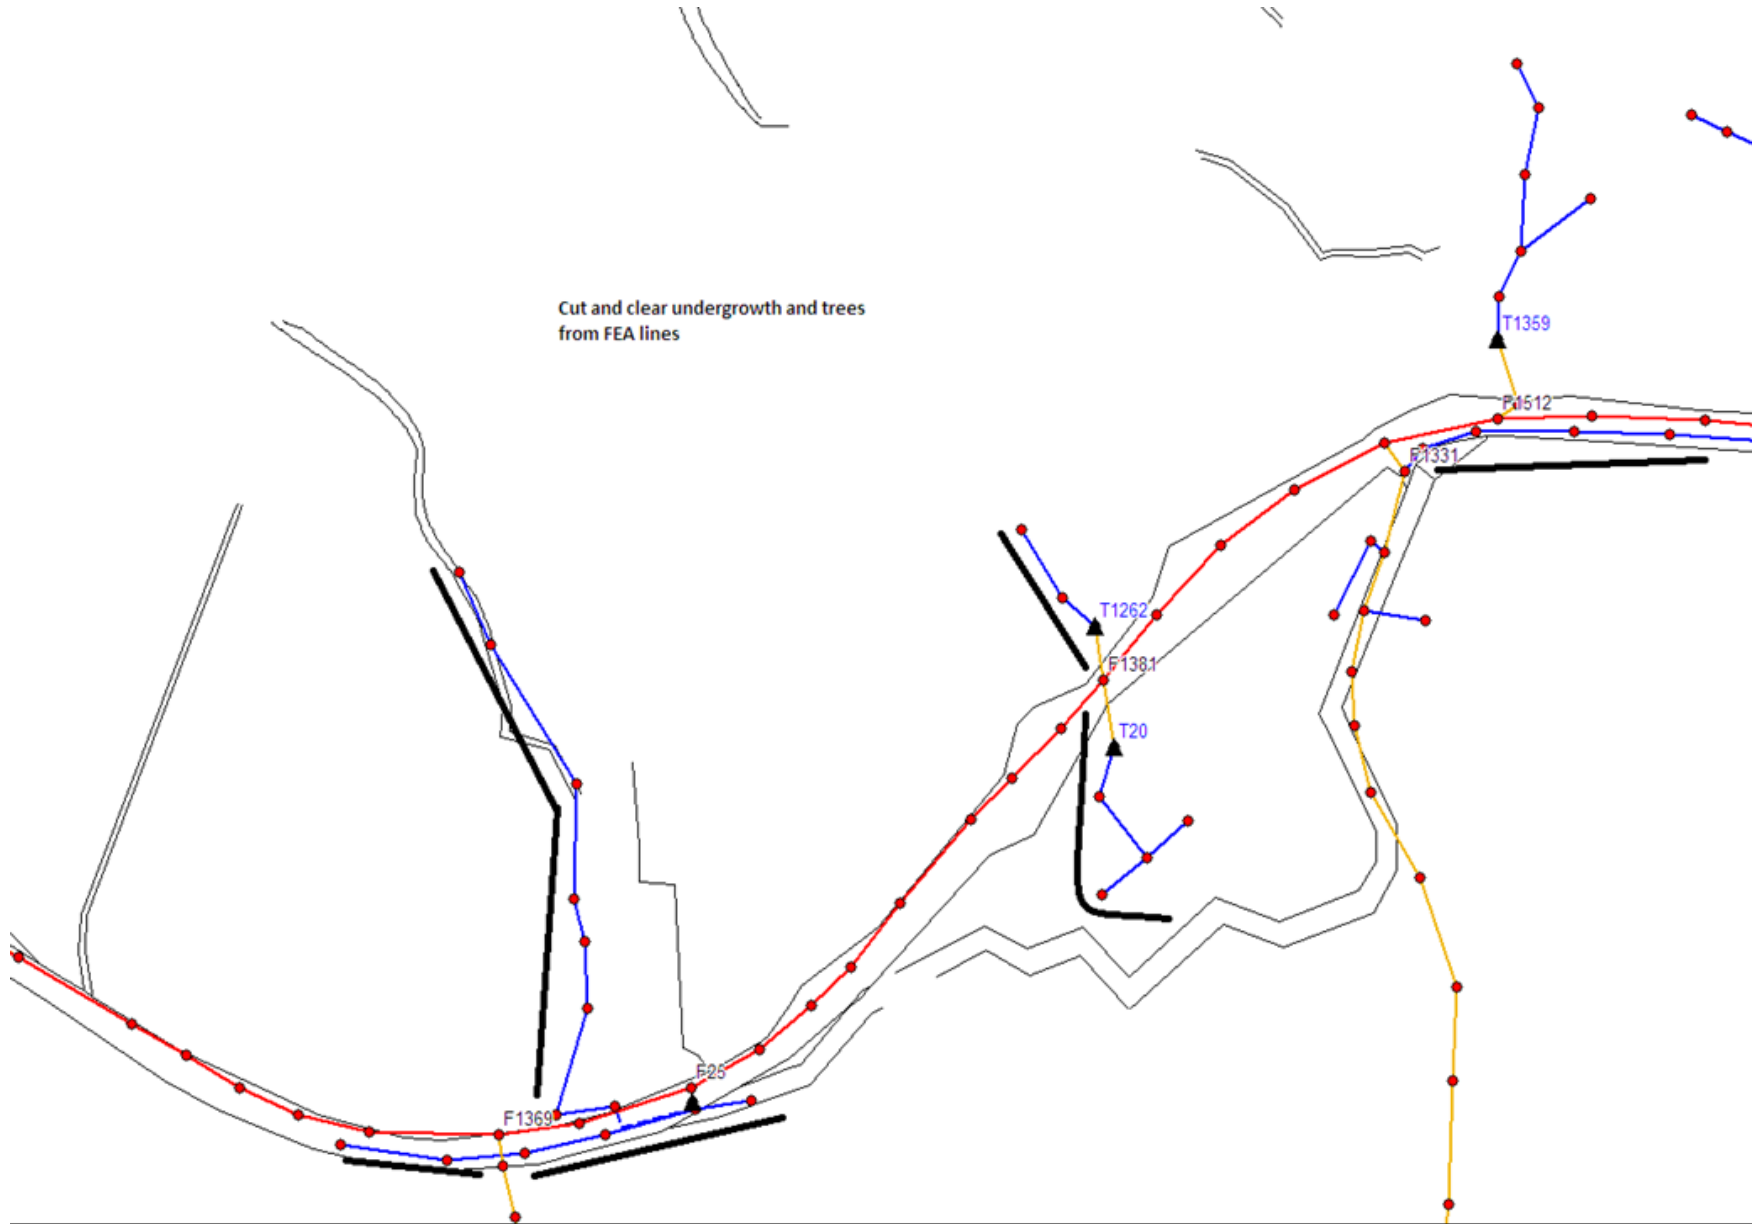 Cut and clear undergrowth and trees
from FEA lines
T1359
F1512
F1331
T1262
F1381
T20
F25
F1369